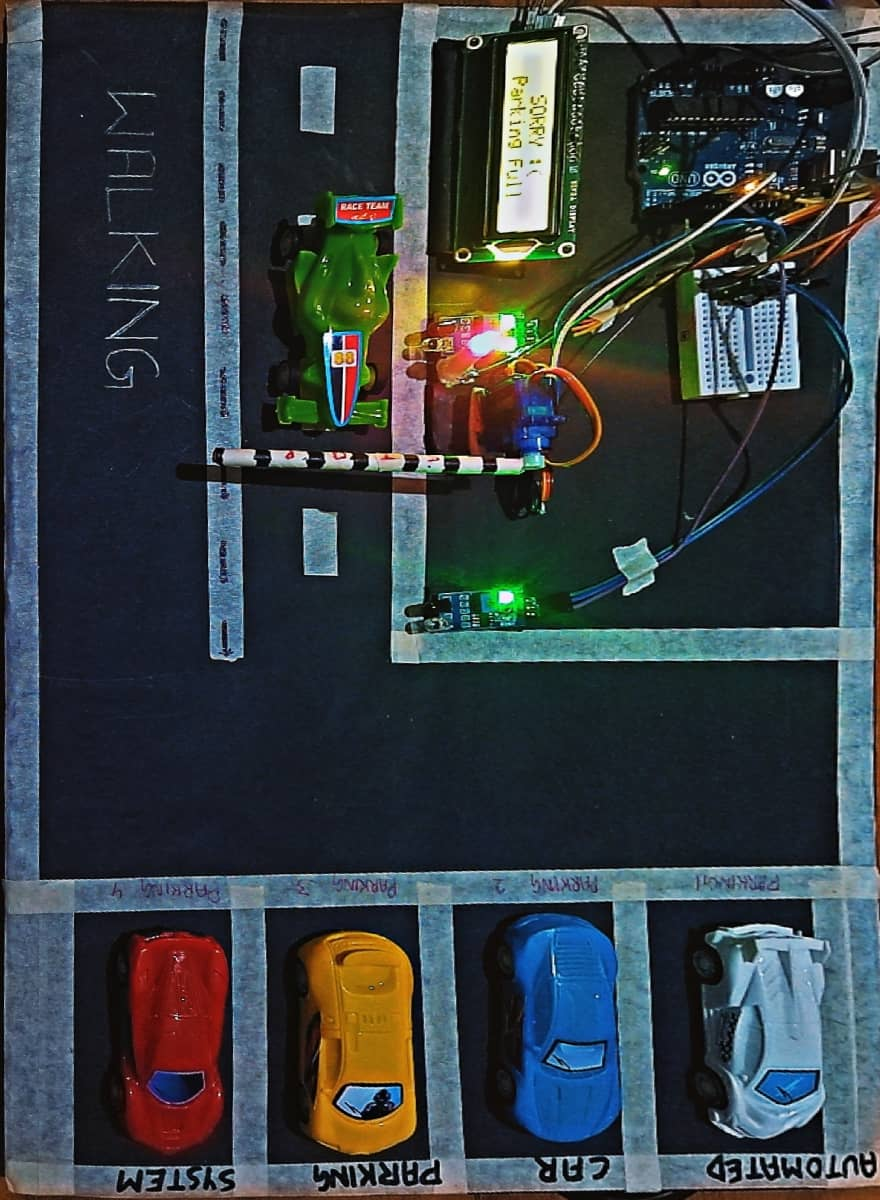 WALKING
SORRY :(
Parking Full
ARDUINO
UNO
RACE TEAM
88
PARKING 1
PARKING 2
PARKING 3
PARKING 4
AUTOMATED CAR PARKING SYSTEM